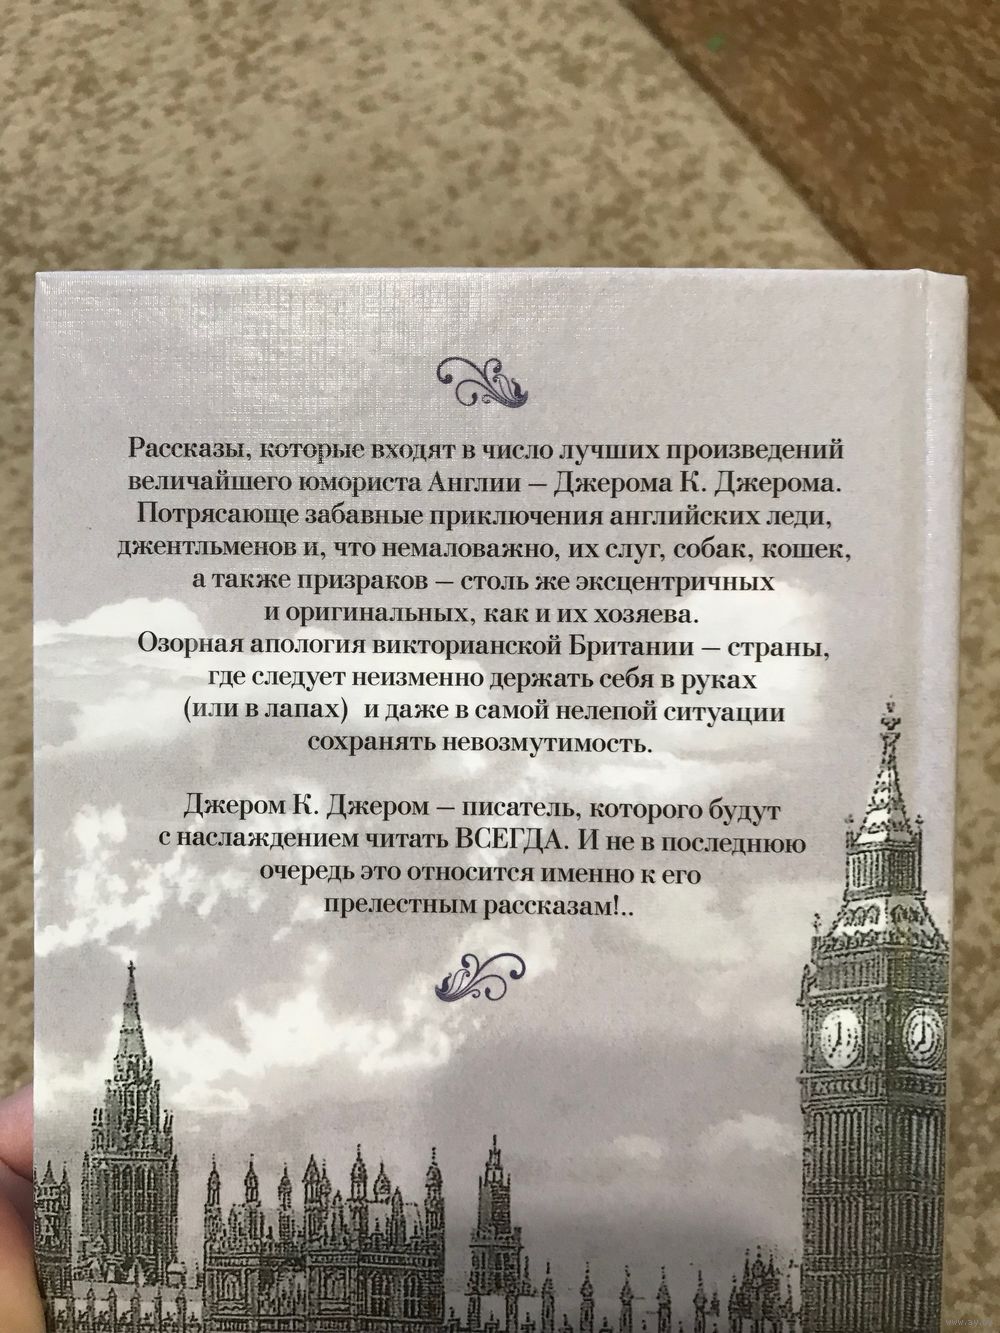 Рассказы, которые входят в число лучших произведений
величайшего юмориста Англии — Джерома К. Джерома.
Потрясающе забавные приключения английских леди,
джентльменов и, что немаловажно, их слуг, собак, кошек,
а также призраков — столь же эксцентричных
и оригинальных, как и их хозяева.
Озорная апология викторианской Британии — страны,
где следует неизменно держать себя в руках
(или в лапах) и даже в самой нелепой ситуации
сохранять невозмутимость.
Джером К. Джером — писатель, которого будут
с наслаждением читать ВСЕГДА. И не в последнюю
очередь это относится именно к его
прелестным рассказам!..